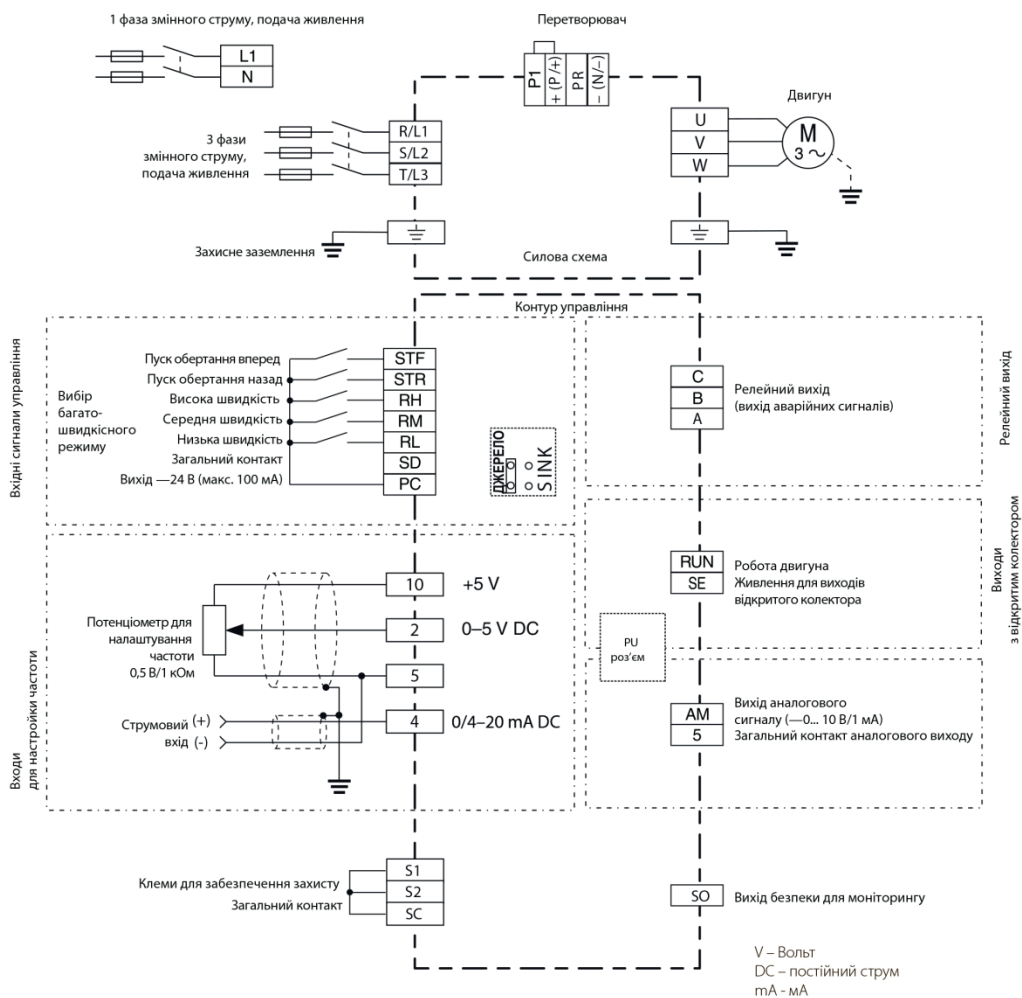 1 фаза змінного струму, подача живлення
L1
N
Перетворювач
P1
+ (P /+)
PR
– (N/–)
3 фази
змінного струму,
подача живлення
R/L1
S/L2
T/L3
U
V
W
Двигун
M
3 ~
Захисне заземлення
Силова схема
Контур управління
Вхідні сигнали управління
Вибір
багато-
швидкісного
режиму
Пуск обертання вперед
Пуск обертання назад
Висока швидкість
Середня швидкість
Низька швидкість
Загальний контакт
Вихід —24 В (макс. 100 мА)
STF
STR
RH
RM
RL
SD
PC
ДЖЕРЕЛО
SINK
C
B
A
Релейний вихід
(вихід аварійних сигналів)
Релейний вихід
RUN
SE
Робота двигуна
Живлення для виходів
відкритого колектора
Виходи
з відкритим колектором
PU
роз’єм
Входи
для настройки частоти
Потенціометр для
налаштування
частоти
0,5 В/1 кОм
10
+5 V
2
0–5 V DC
5
4
0/4–20 mA DC
Струмовий (+)
вхід (-)
AM
5
Вихід аналогового
сигналу (—0... 10 В/1 мА)
Загальний контакт аналогового виходу
Клеми для забезпечення захисту
Загальний контакт
S1
S2
SC
SO
Вихід безпеки для моніторингу
V – Вольт
DC – постійний струм
mA - мА